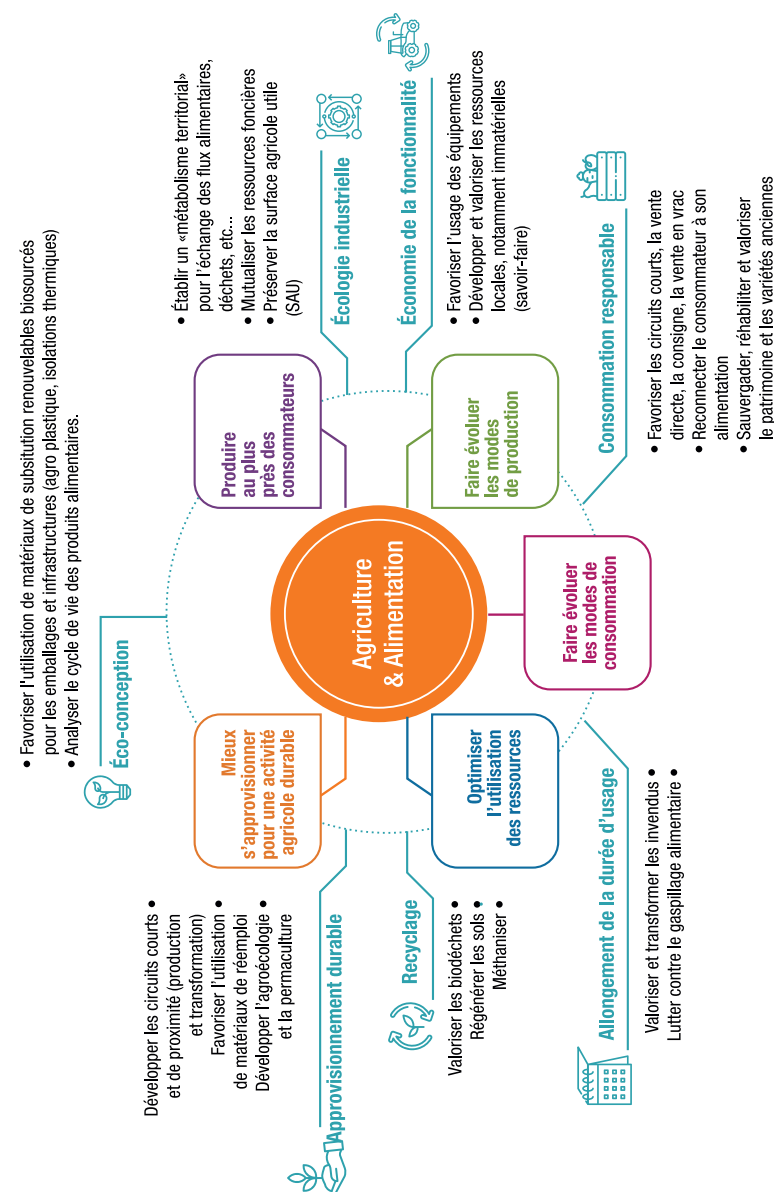 • Favoriser l'utilisation de matériaux de subsitution renouvelables biosourcés
pour les emballages et infrastructures (agro plastique, isolations thermiques)
• Analyser le cycle de vie des produits alimentaires.
Éco-conception
Développer les circuits courts •
et de proximité (production
et transformation)
Favoriser l'utilisation •
de matériaux de réemploi
Développer l'agroécologie •
et la permaculture
Approvisionnement durable
Mieux
s'approvisionner
pour une activité
agricole durable
Produire
au plus
près des
consommateurs
• Établir un «métabolisme territorial»
pour l'échange des flux alimentaires,
déchets, etc...
• Mutualiser les ressources foncières
• Préserver la surface agricole utile
(SAU)
Écologie industrielle
Agriculture
& Alimentation
Recyclage
Valoriser les biodéchets •
Régénérer les sols •
Méthaniser •
Optimiser
l'utilisation
des ressources
Faire évoluer
les modes
de production
Économie de la fonctionnalité
• Favoriser l'usage des équipements
• Développer et valoriser les ressources
locales, notamment immatérielles
(savoir-faire)
Faire évoluer
les modes de
consommation
Allongement de la durée d'usage
Valoriser et transformer les invendus •
Lutter contre le gaspillage alimentaire •
Consommation responsable
• Favoriser les circuits courts, la vente
directe, la consigne, la vente en vrac
• Reconnecter le consommateur à son
alimentation
• Sauvergader, réhabiliter et valoriser
le patrimoine et les variétés anciennes